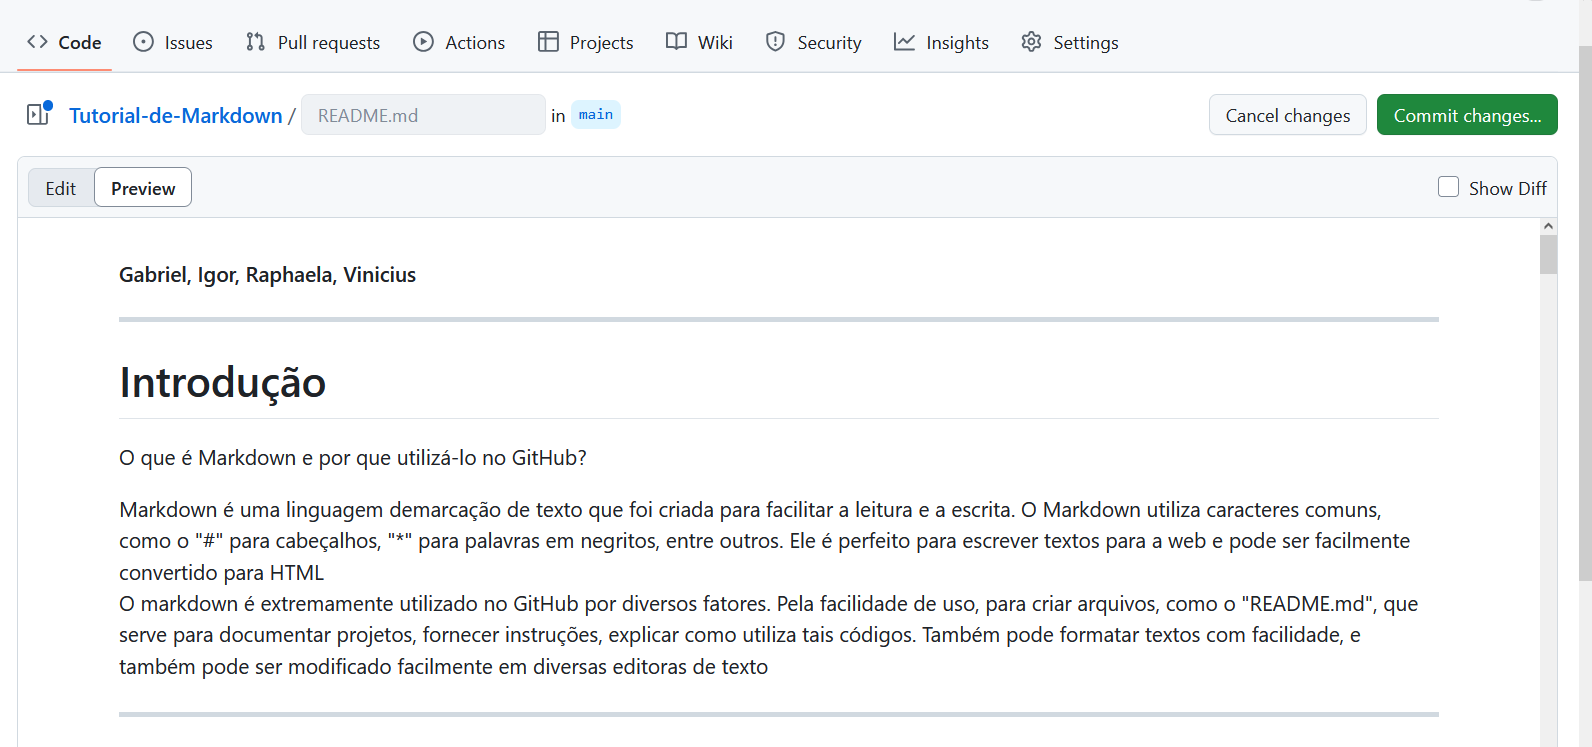 Code Issues Pull requests Actions Projects Wiki Security Insights Settings
Tutorial-de-Markdown / README.md in main Cancel changes Commit changes...
Edit Preview Show Diff
Gabriel, Igor, Raphaela, Vinicius
Introdução
O que é Markdown e por que utilizá-lo no GitHub?
Markdown é uma linguagem demarcação de texto que foi criada para facilitar a leitura e a escrita. O Markdown utiliza caracteres comuns,
como o "#" para cabeçalhos, "*" para palavras em negritos, entre outros. Ele é perfeito para escrever textos para a web e pode ser facilmente
convertido para HTML
O markdown é extremamente utilizado no GitHub por diversos fatores. Pela facilidade de uso, para criar arquivos, como o "README.md", que
serve para documentar projetos, fornecer instruções, explicar como utiliza tais códigos. Também pode formatar textos com facilidade, e
também pode ser modificado facilmente em diversas editoras de texto